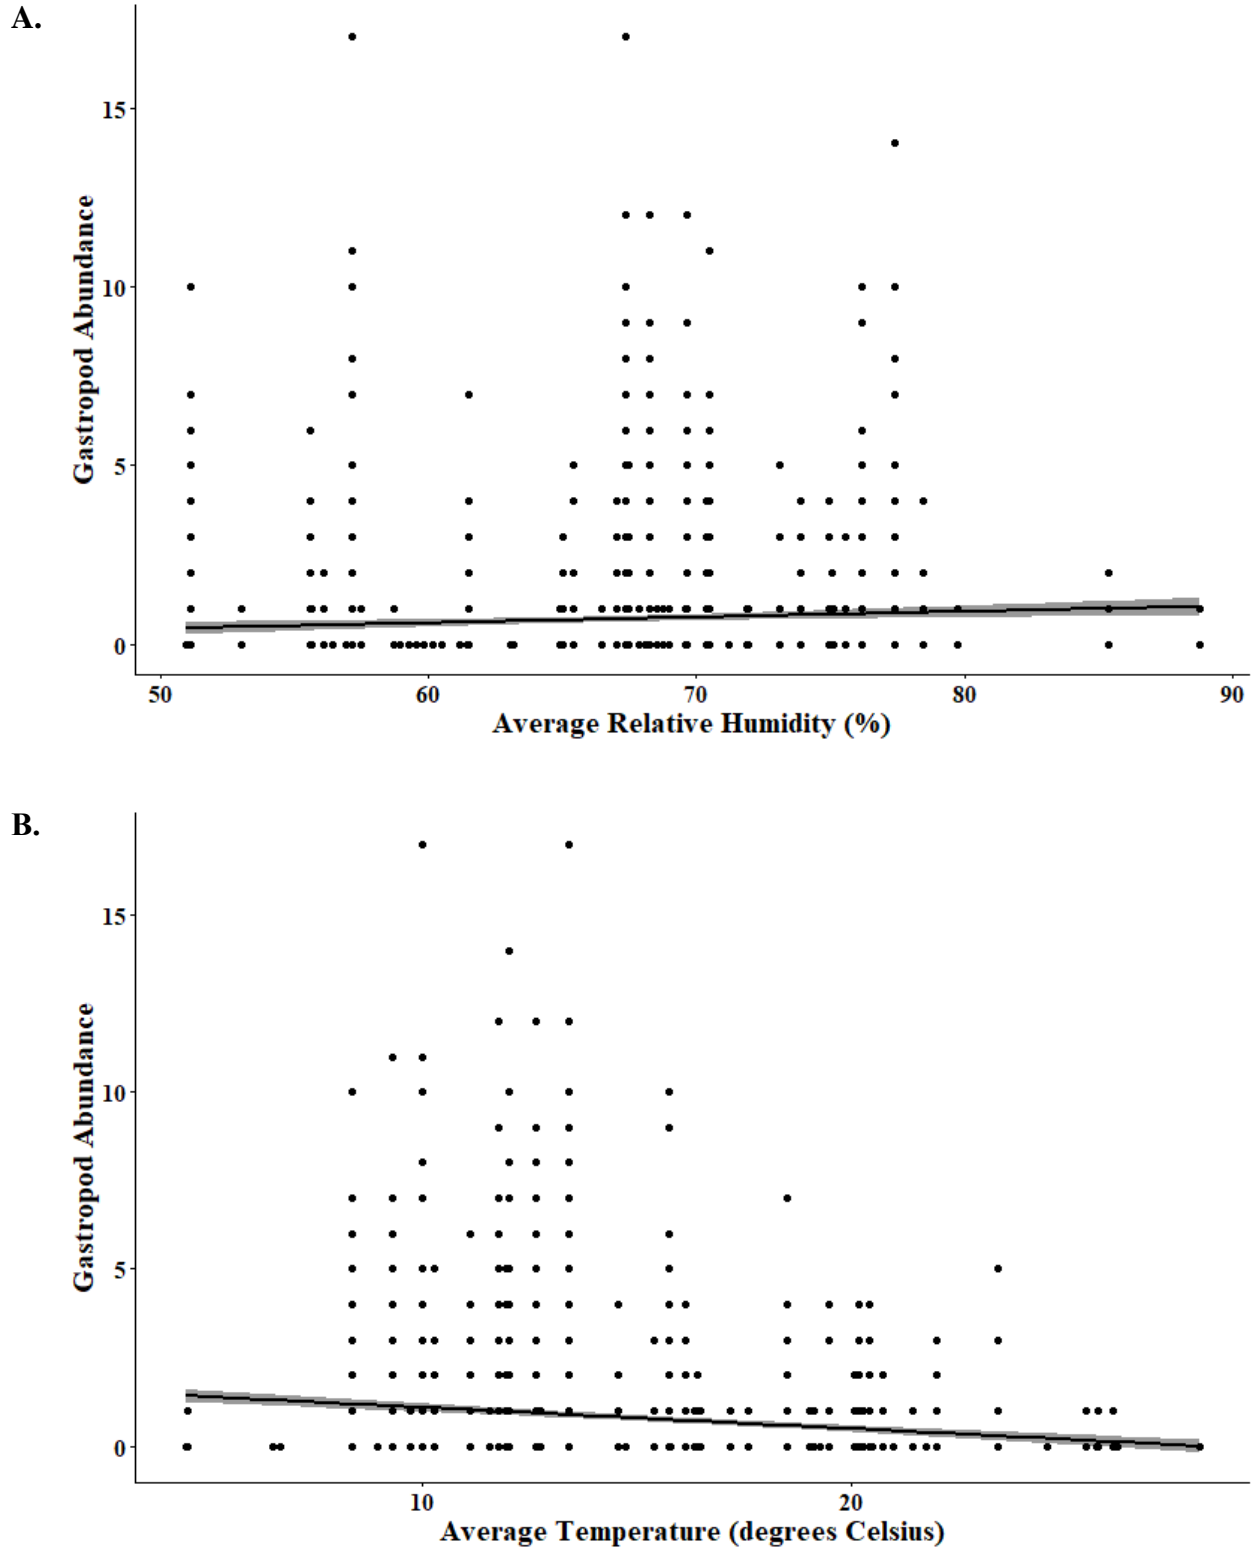 A.
15
10
5
0
Gastropod Abundance
50 60 70 80 90
Average Relative Humidity (%)
B.
15
10
5
0
Gastropod Abundance
10 20
Average Temperature (degrees Celsius)